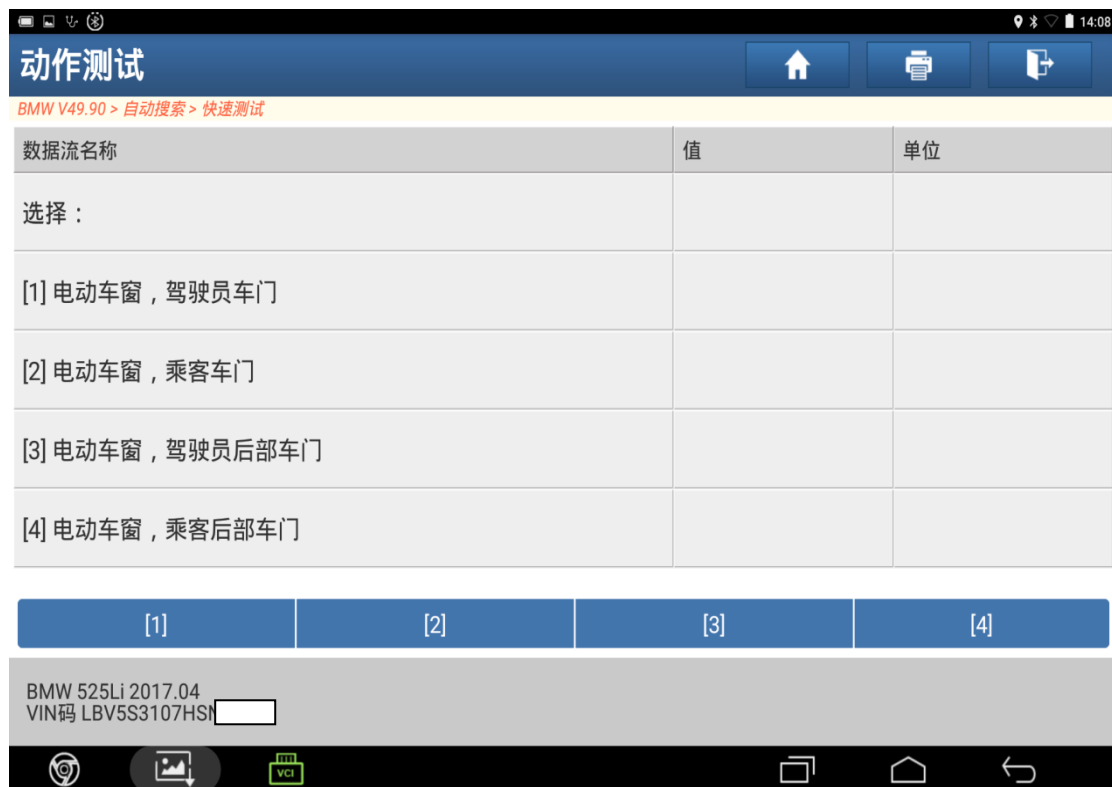 14:08
动作测试
BMW V49.90 > 自动搜索 > 快速测试
数据流名称 值 单位
选择：
[1] 电动车窗，驾驶员车门
[2] 电动车窗，乘客车门
[3] 电动车窗，驾驶员后部车门
[4] 电动车窗，乘客后部车门
[1] [2] [3] [4]
BMW 525Li 2017.04
VIN码 LBV5S3107HSN
VCI